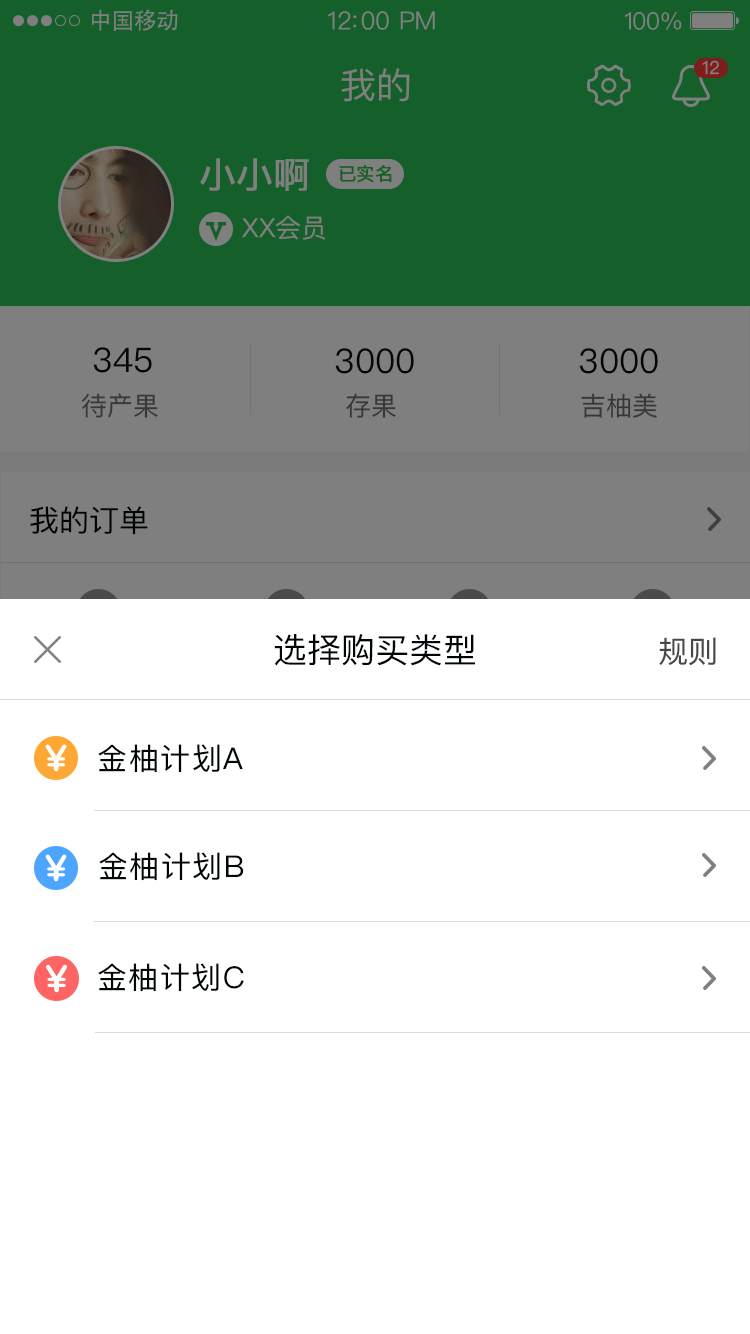 中国移动 12:00 PM 100%
我的 12
小小啊 已实名
XX会员
345 3000 3000
待产果 存果 吉柚美
我的订单
选择购买类型 规则
金柚计划A
金柚计划B
金柚计划C